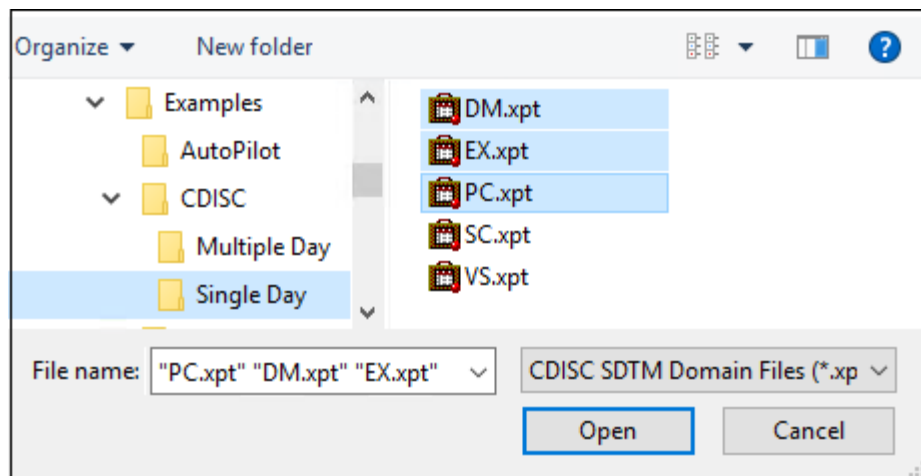 Organize New folder
Examples
AutoPilot
CDISC
Multiple Day
Single Day
DM.xpt
EX.xpt
PC.xpt
SC.xpt
VS.xpt
File name: "PC.xpt" "DM.xpt" "EX.xpt" CDISC SDTM Domain Files (*.xp
Open Cancel